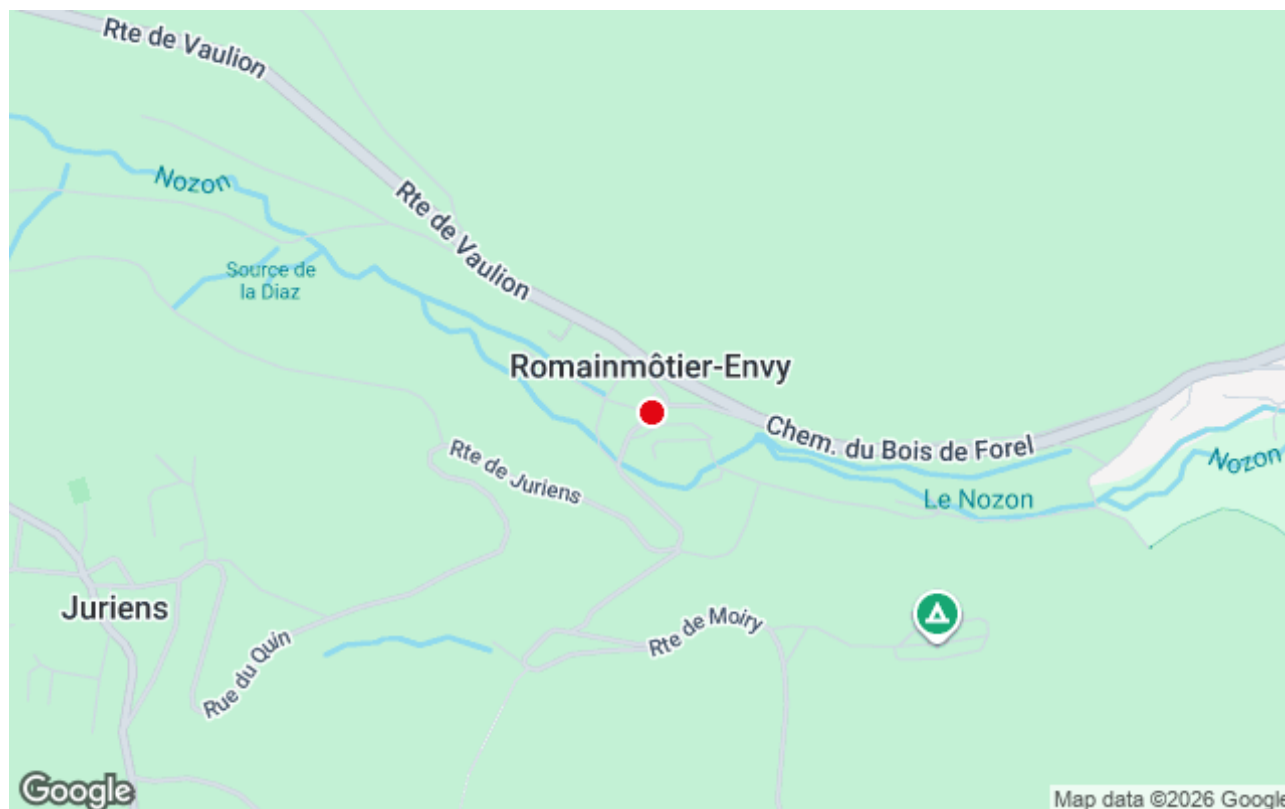 Rte de Vaulion
Nozon
Rte de Vaulion
Source de
la Diaz
Romainmôtier-Envy
Chem. du Bois de Forel
Nozon
Rte de Juriens
Le Nozon
Juriens
Rte de Moiry
Rue du Quin
Google
Map data ©2026 Google